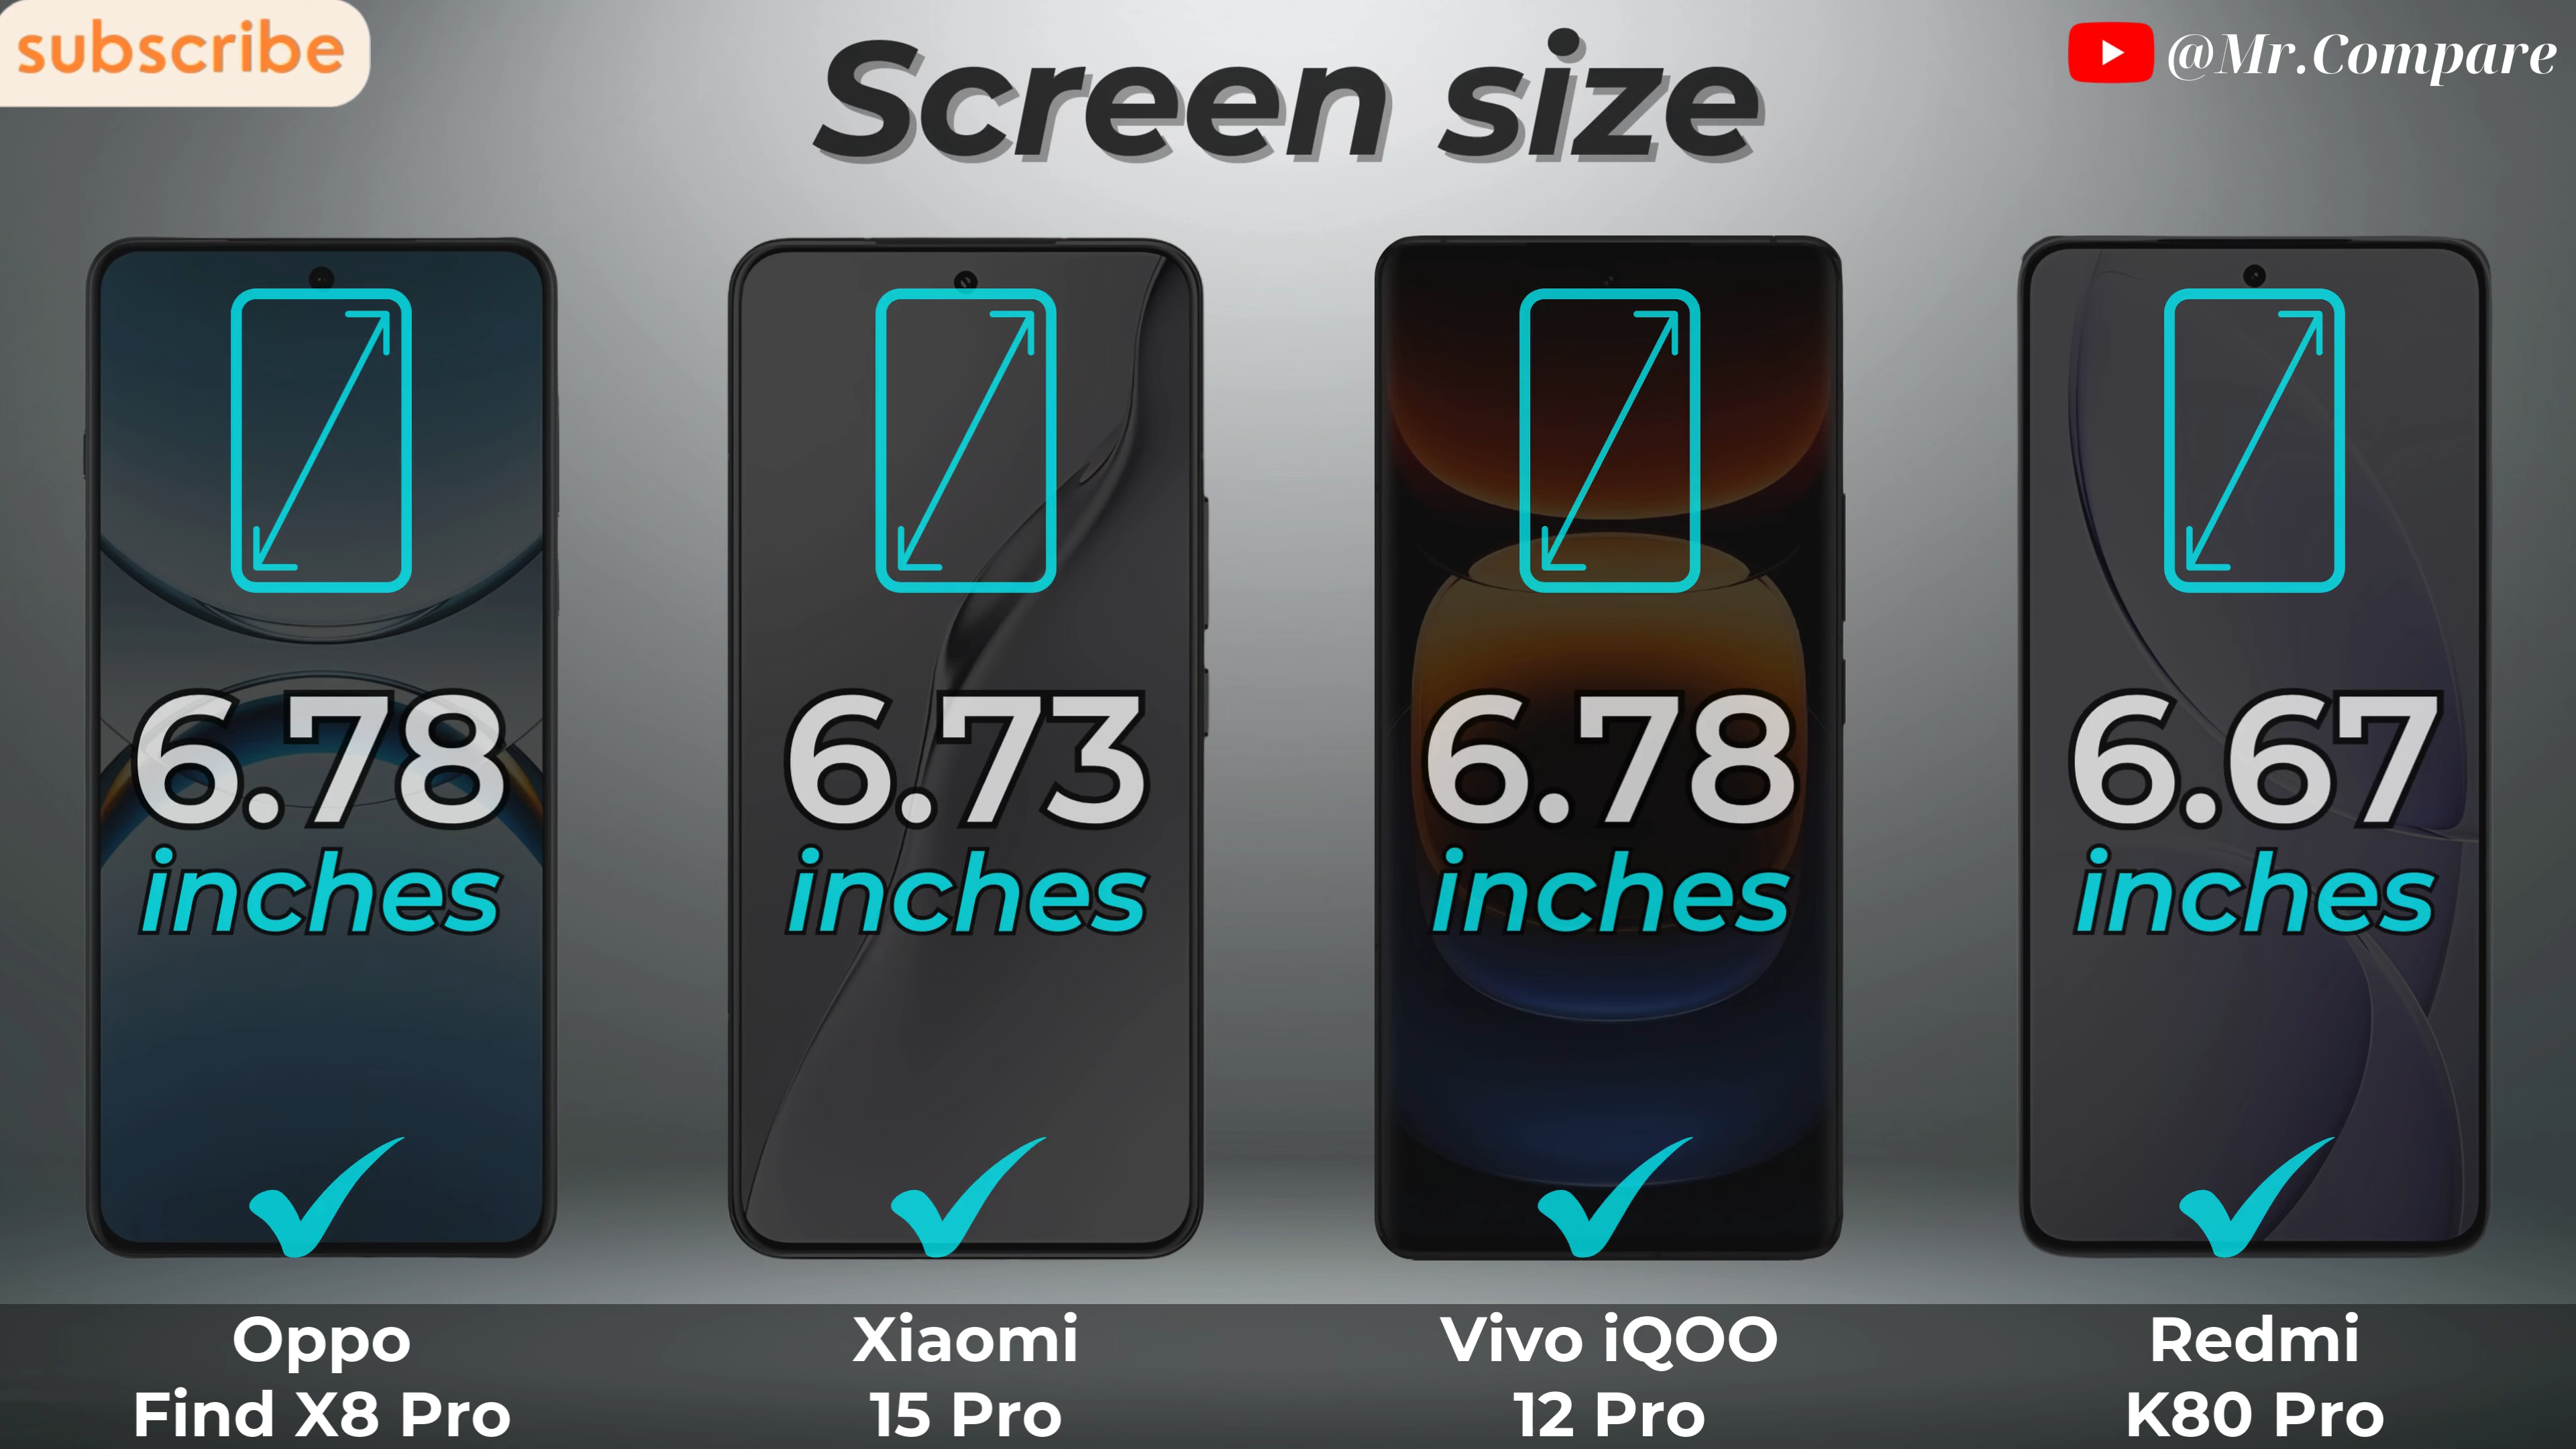 subscribe
Screen size
@Mr.Compare
6.78
inches
6.73
inches
6.78
inches
6.67
inches
Oppo
Find X8 Pro
Xiaomi
15 Pro
Vivo iQOO
12 Pro
Redmi
K80 Pro